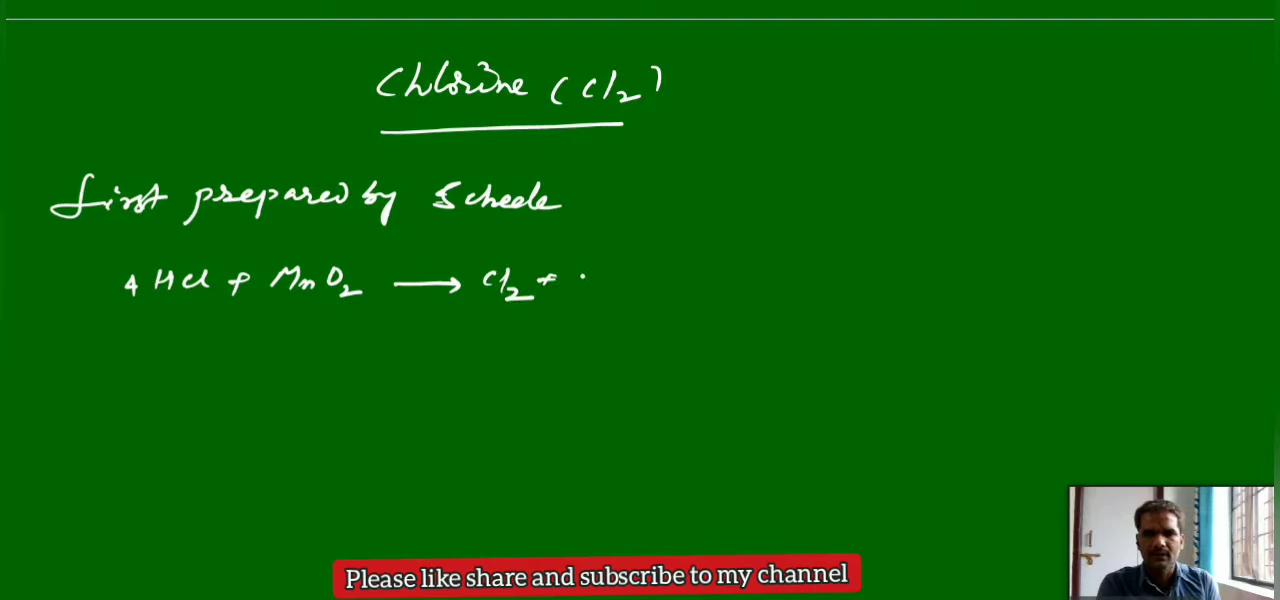 Chlorine (Cl2)
First prepared by Scheele
4 HCl + MnO2 ⟶ Cl2 +
Please like share and subscribe to my channel